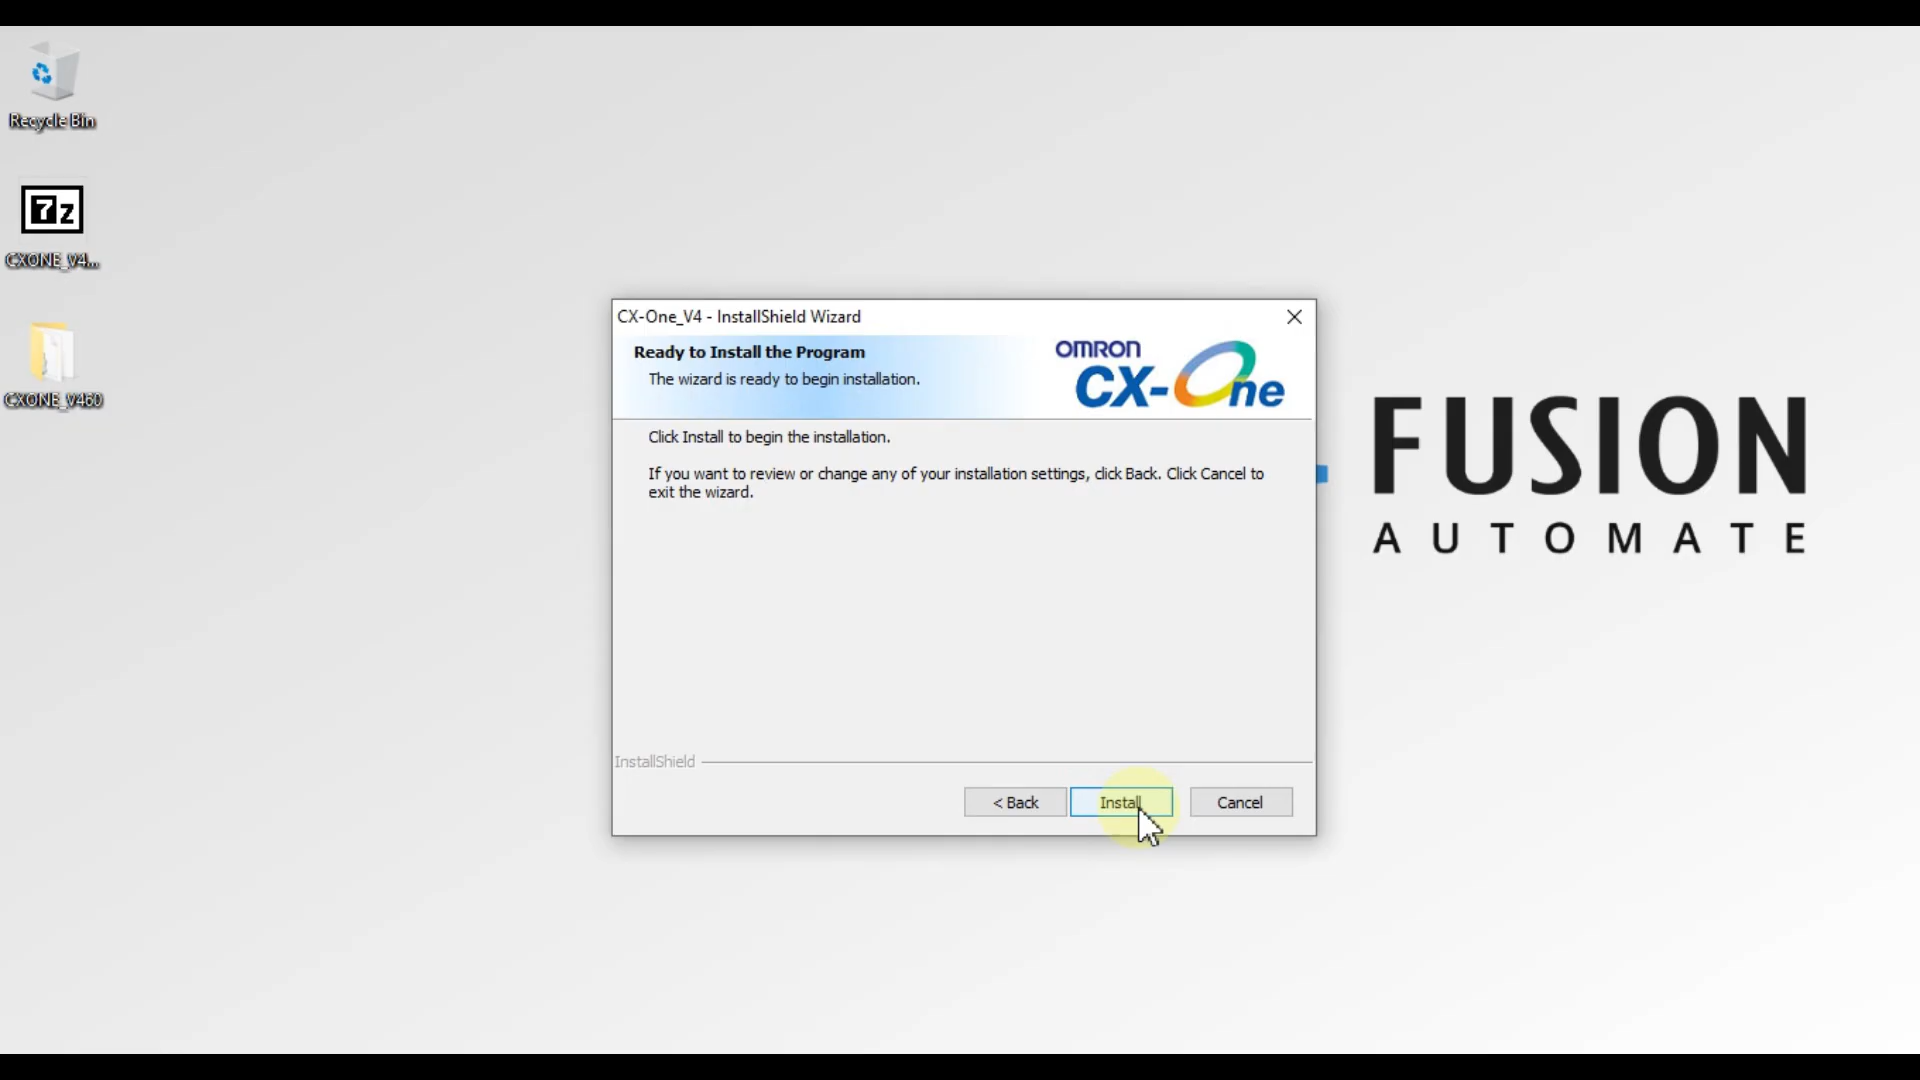 Recycle Bin
7z
CXONE_V4...
CXONE_V460
CX-One_V4 - InstallShield Wizard
Ready to Install the Program
The wizard is ready to begin installation.
OMRON
CX-One
Click Install to begin the installation.
If you want to review or change any of your installation settings, click Back. Click Cancel to
exit the wizard.
InstallShield
< Back
Install
Cancel
FUSION
AUTOMATE